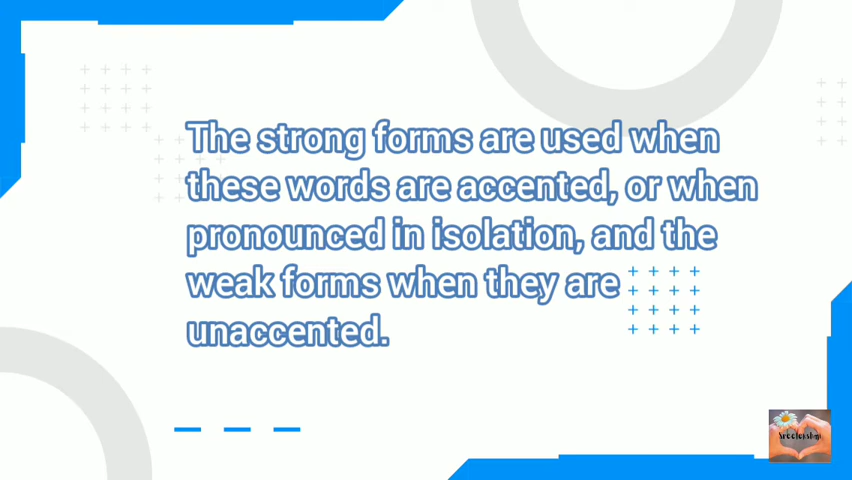 The strong forms are used when
these words are accented, or when
pronounced in isolation, and the
weak forms when they are
unaccented.